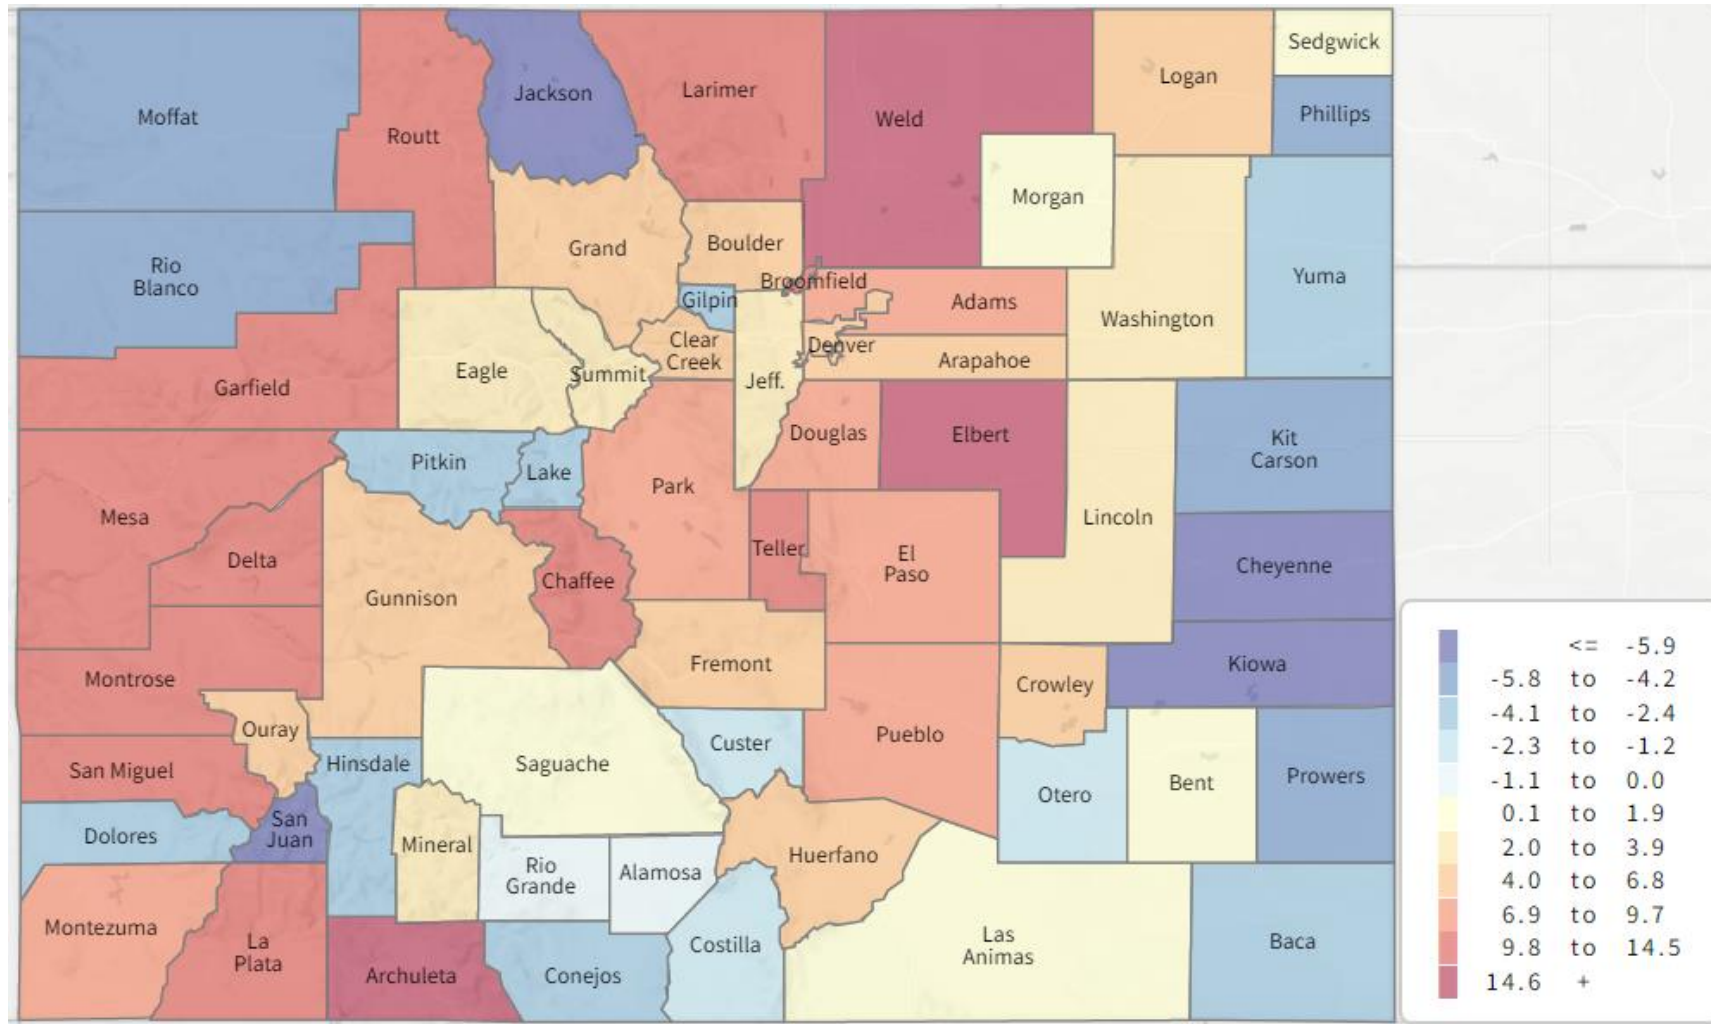 Sedgwick
Logan
Moffat
Jackson
Larimer
Weld
Phillips
Routt
Morgan
Grand
Boulder
Rio
Blanco
Yuma
Broomfield
Gilpin
Adams
Washington
Clear
Creek
Denver
Arapahoe
Eagle
Summit
Jeff.
Garfield
Douglas
Elbert
Kit
Carson
Pitkin
Lake
Park
Mesa
Lincoln
Teller
El
Paso
Delta
Cheyenne
Chaffee
Gunnison
Fremont
Kiowa
Montrose
Crowley
Ouray
Pueblo
Custer
San Miguel
Hinsdale
Saguache
Prowers
Bent
Otero
San
Juan
Dolores
Mineral
Huerfano
Rio
Grande
Alamosa
Montezuma
La
Plata
Costilla
Las
Animas
Baca
Archuleta
Conejos
<= -5.9
-5.8 to -4.2
-4.1 to -2.4
-2.3 to -1.2
-1.1 to 0.0
0.1 to 1.9
2.0 to 3.9
4.0 to 6.8
6.9 to 9.7
9.8 to 14.5
14.6 +